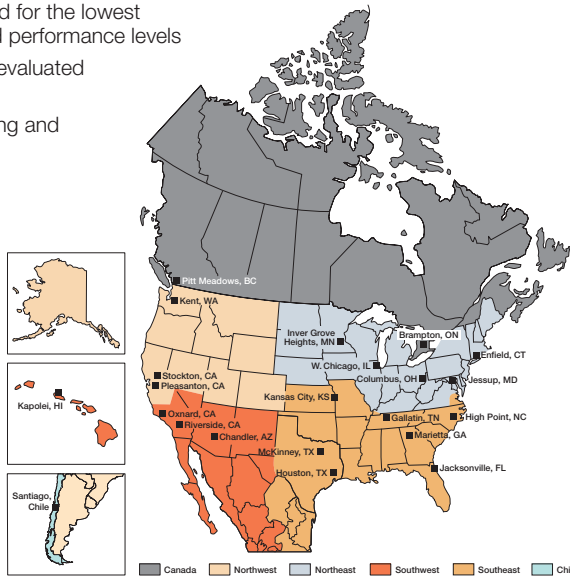 d for the lowest
d performance levels
evaluated
ng and
Pitt Meadows, BC
Kent, WA
Inver Grove
Heights, MN
Brampton, ON
Enfield, CT
W. Chicago, IL
Stockton, CA
Columbus, OH
Jessup, MD
Pleasanton, CA
Kansas City, KS
Kapolei, HI
Oxnard, CA
Gallatin, TN
High Point, NC
Riverside, CA
Chandler, AZ
Marietta, GA
McKinney, TX
Jacksonville, FL
Houston, TX
Santiago,
Chile
Canada Northwest Northeast Southwest Southeast Chi